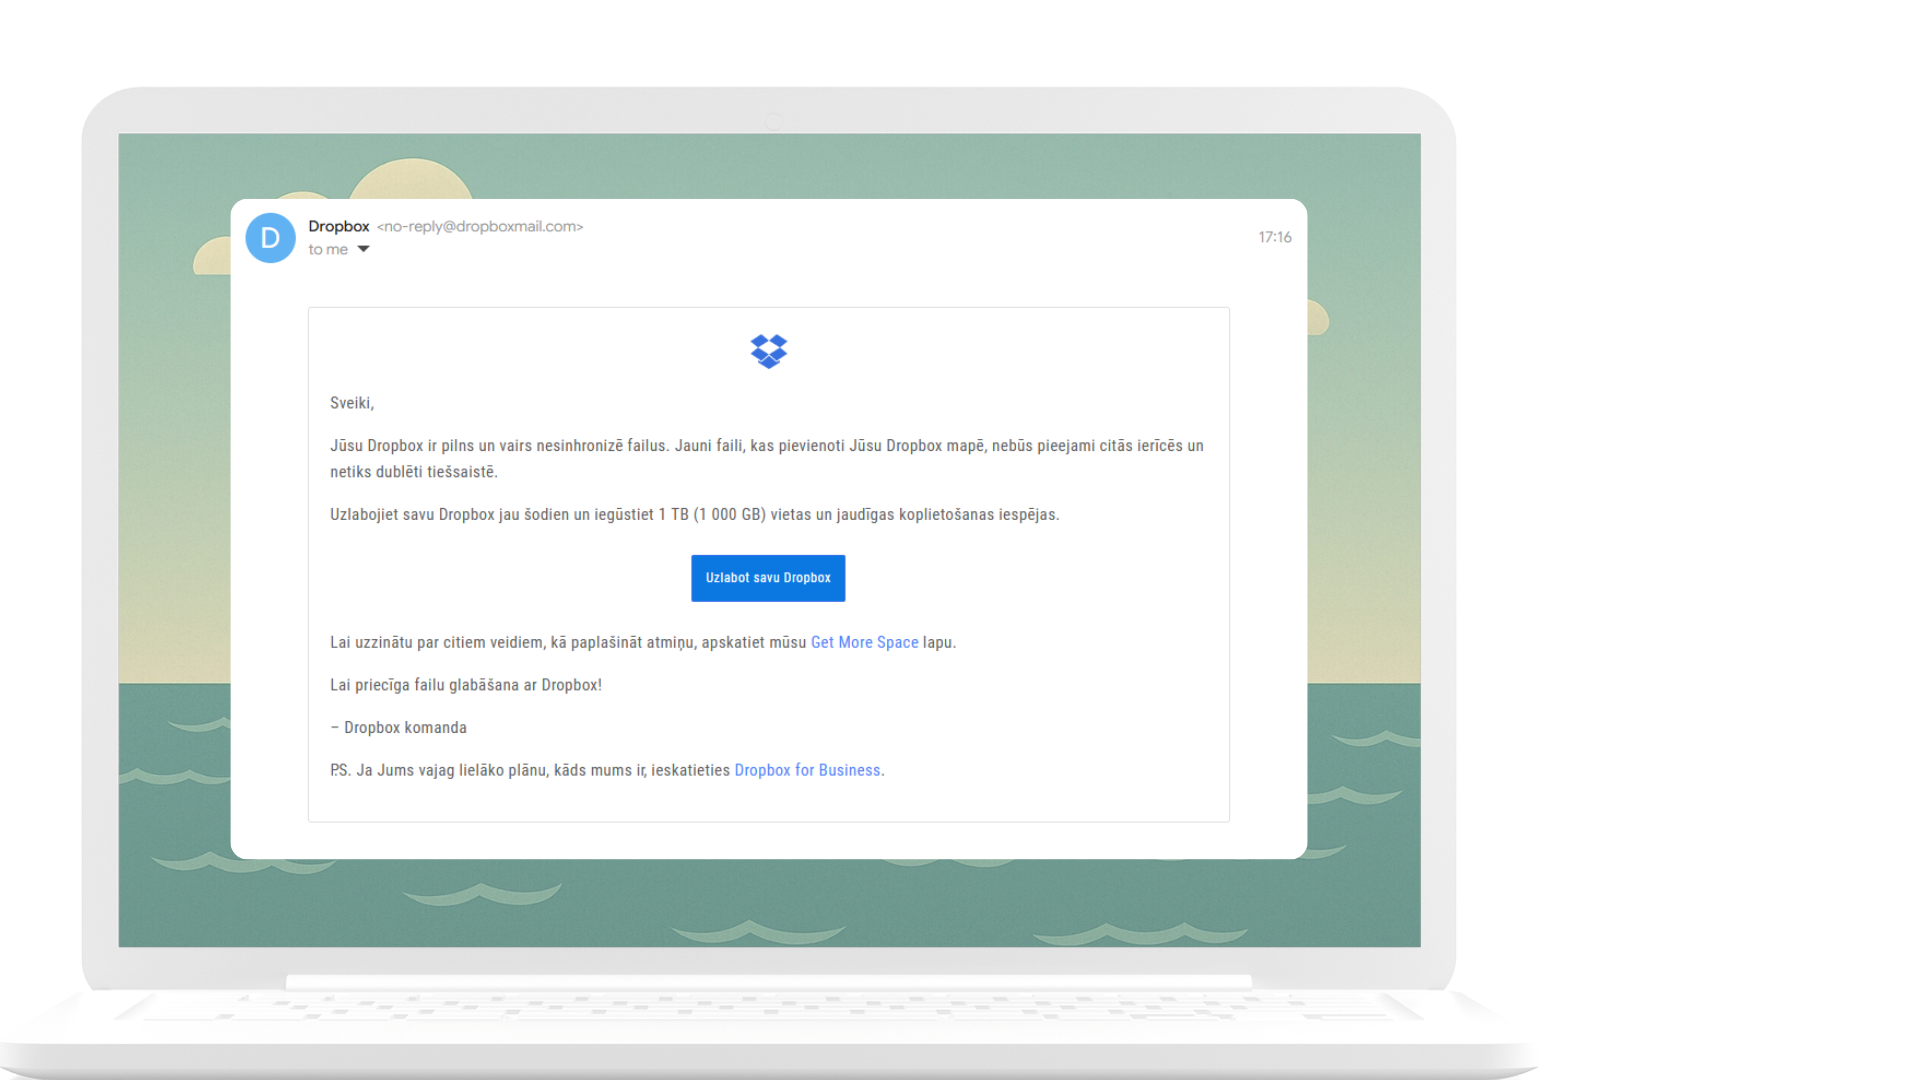 D
Dropbox <no-reply@dropboxmail.com>
to me
17:16
Sveiki,
Jūsu Dropbox ir pilns un vairs nesinhronizē failus. Jauni faili, kas pievienoti Jūsu Dropbox mapē, nebūs pieejami citās ierīcēs un
netiks dublēti tiešsaistē.
Uzlabojiet savu Dropbox jau šodien un iegūstiet 1 TB (1 000 GB) vietas un jaudīgas koplietošanas iespējas.
Uzlabot savu Dropbox
Lai uzzinātu par citiem veidiem, kā paplašināt atmiņu, apskatiet mūsu Get More Space lapu.
Lai priecīga failu glabāšana ar Dropbox!
– Dropbox komanda
P.S. Ja Jums vajag lielāko plānu, kāds mums ir, ieskatieties Dropbox for Business.